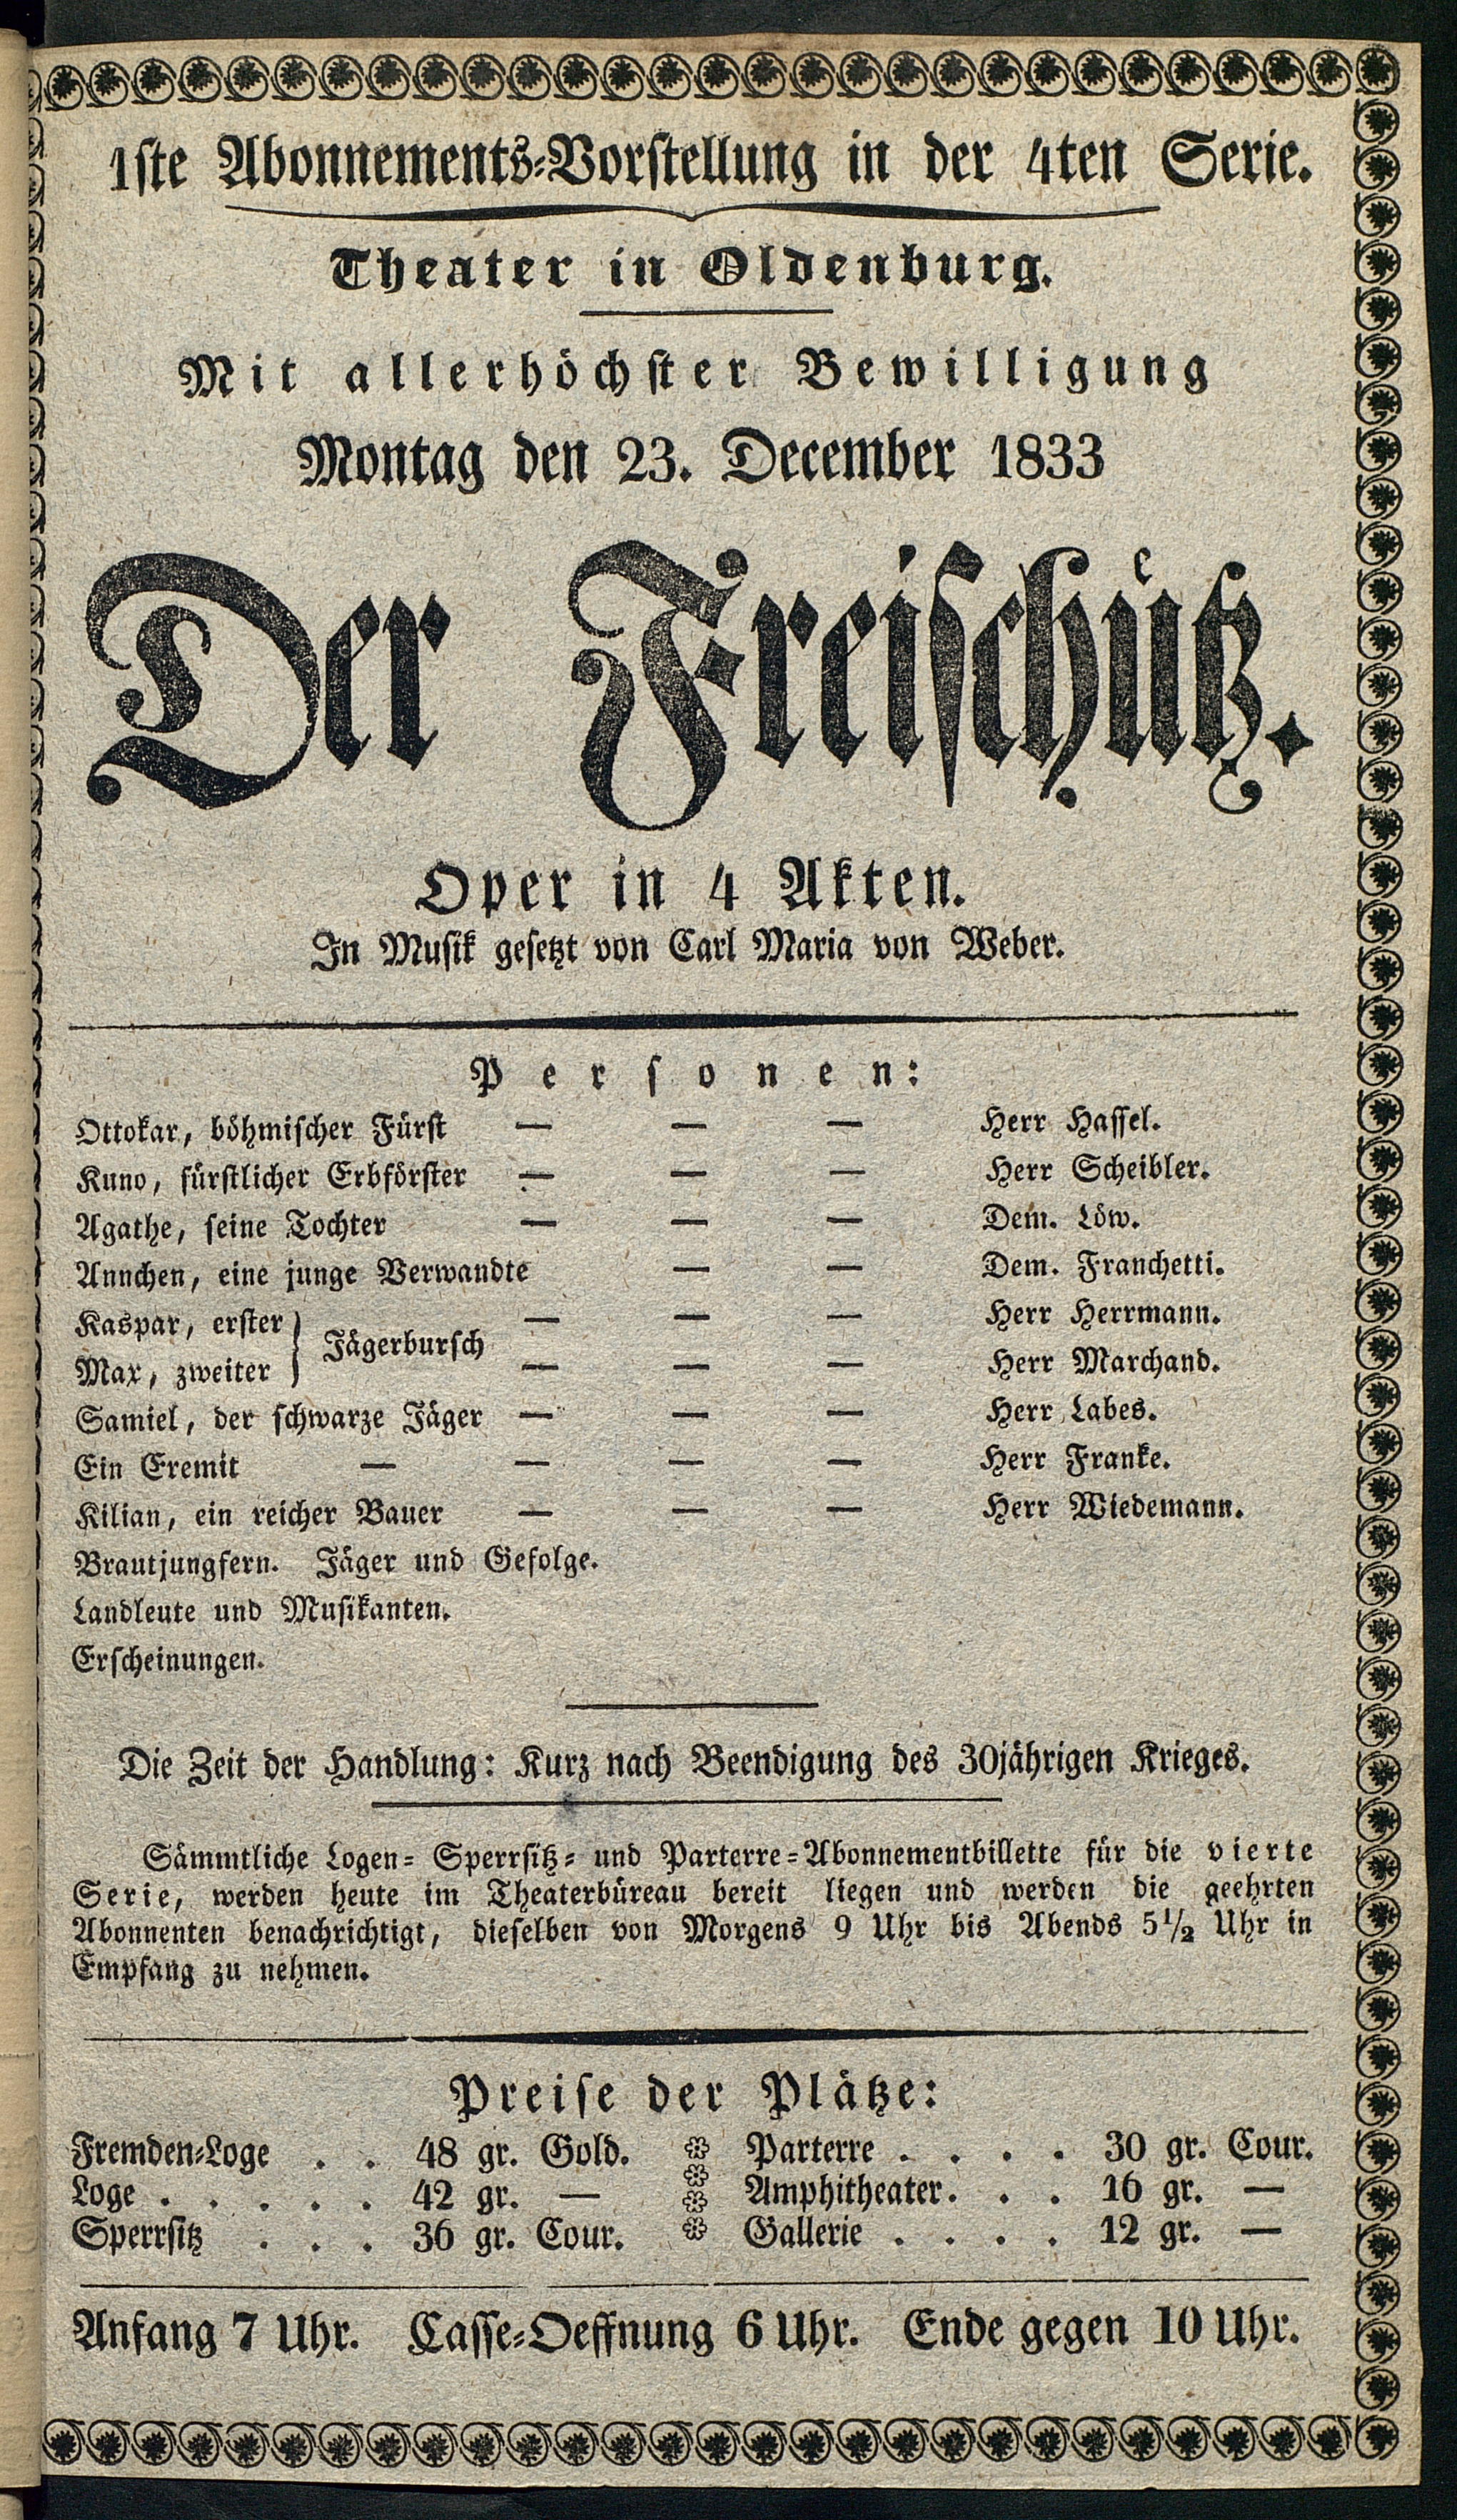 1ste Abonnements-Vorstellung in der 4ten Serie.
Theater in Oldenburg.
Mit allerhöchster Bewilligung
Montag den 23. December 1833
Der Freischütz.
Oper in 4 Akten.
In Musik gesetzt von Carl Maria von Weber.
Personen:
Ottokar, böhmischer Fürst — — — Herr Hassel.
Kuno, fürstlicher Erbförster — — — Herr Scheibler.
Agathe, seine Tochter — — — Dem. Löw.
Annchen, eine junge Verwandte — — Dem. Franchetti.
Kaspar, erster } Jägerbursch — — — Herr Herrmann.
Max, zweiter — — — Herr Marchand.
Samiel, der schwarze Jäger — — — Herr Labes.
Ein Eremit — — — — Herr Franke.
Kilian, ein reicher Bauer — — — Herr Wiedemann.
Brautjungfern. Jäger und Gefolge.
Landleute und Musikanten.
Erscheinungen.
Die Zeit der Handlung: Kurz nach Beendigung des 30jährigen Krieges.
Sämmtliche Logen- Sperrsitz- und Parterre-Abonnementbillette für die vierte
Serie, werden heute im Theaterbüreau bereit liegen und werden die geehrten
Abonnenten benachrichtigt, dieselben von Morgens 9 Uhr bis Abends 5½ Uhr in
Empfang zu nehmen.
Preise der Plätze:
Fremden-Loge . . 48 gr. Gold. Parterre . . . . 30 gr. Cour.
Loge . . . . . 42 gr. — Amphitheater. . . 16 gr. —
Sperrsitz . . . 36 gr. Cour. Gallerie . . . . 12 gr. —
Anfang 7 Uhr. Casse-Oeffnung 6 Uhr. Ende gegen 10 Uhr.